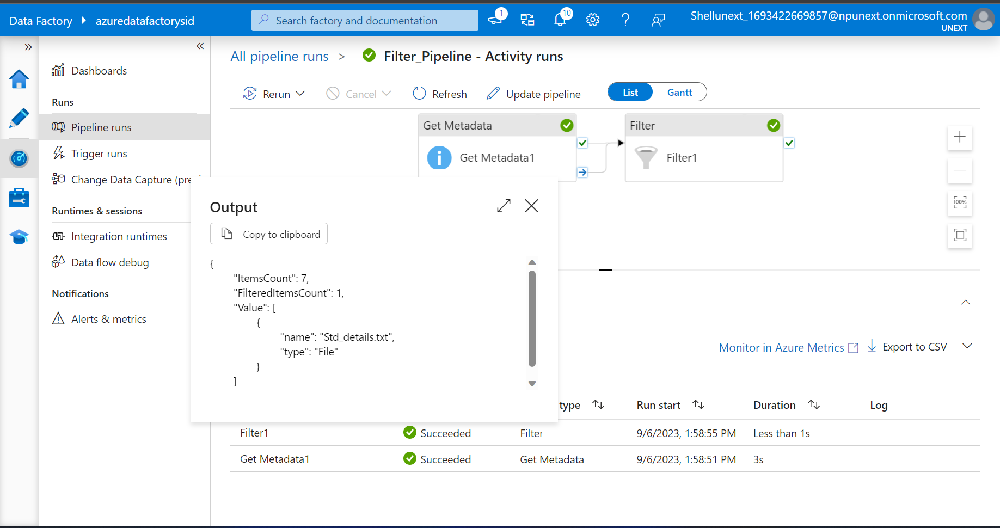 Data Factory azuredatafactorysid
Search factory and documentation
1
10
Shellunext_1693422669857@npunext.onmicrosoft.com
UNEXT
Dashboards
Runs
Pipeline runs
Trigger runs
Change Data Capture (pre
Runtimes & sessions
Integration runtimes
Data flow debug
Notifications
Alerts & metrics
All pipeline runs > Filter_Pipeline - Activity runs
Rerun Cancel Refresh Update pipeline List Gantt
Get Metadata
Get Metadata1
Filter
Filter1
100%
Output
Copy to clipboard
{
"ItemsCount": 7,
"FilteredItemsCount": 1,
"Value": [
{
"name": "Std_details.txt",
"type": "File"
}
]
Monitor in Azure Metrics Export to CSV
type Run start Duration Log
Filter1 Succeeded Filter 9/6/2023, 1:58:55 PM Less than 1s
Get Metadata1 Succeeded Get Metadata 9/6/2023, 1:58:51 PM 3s